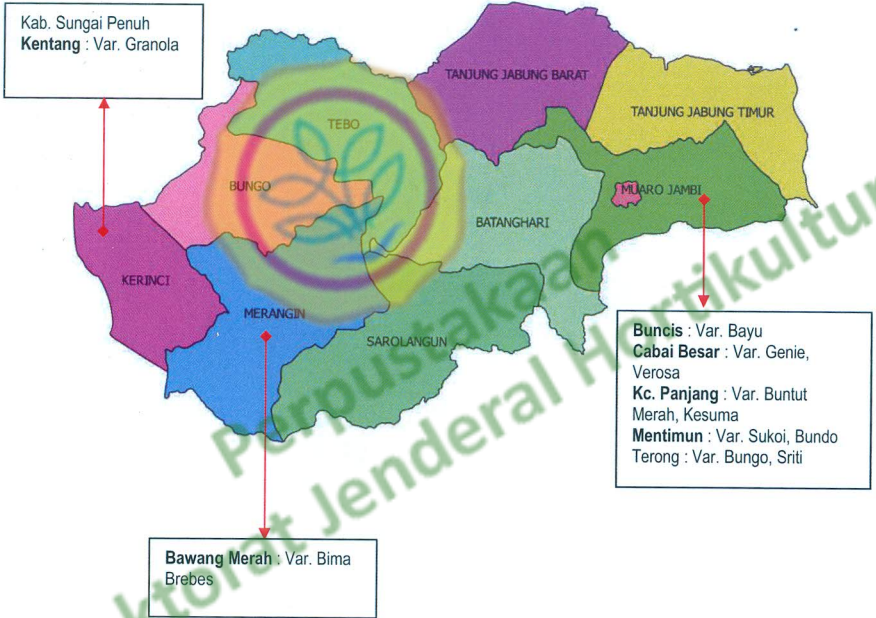 Kab. Sungai Penuh
Kentang : Var. Granola
TANJUNG JABUNG BARAT
TANJUNG JABUNG TIMUR
TEBO
BUNGO
MUARO JAMBI
BATANGHARI
KERINCI
MERANGIN
SAROLANGUN
Buncis : Var. Bayu
Cabai Besar : Var. Genie,
Verosa
Kc. Panjang : Var. Buntut
Merah, Kesuma
Mentimun : Var. Sukoi, Bundo
Terong : Var. Bungo, Sriti
Bawang Merah : Var. Bima
Brebes
Perpustakaan
ktorat Jenderal Hortikultur